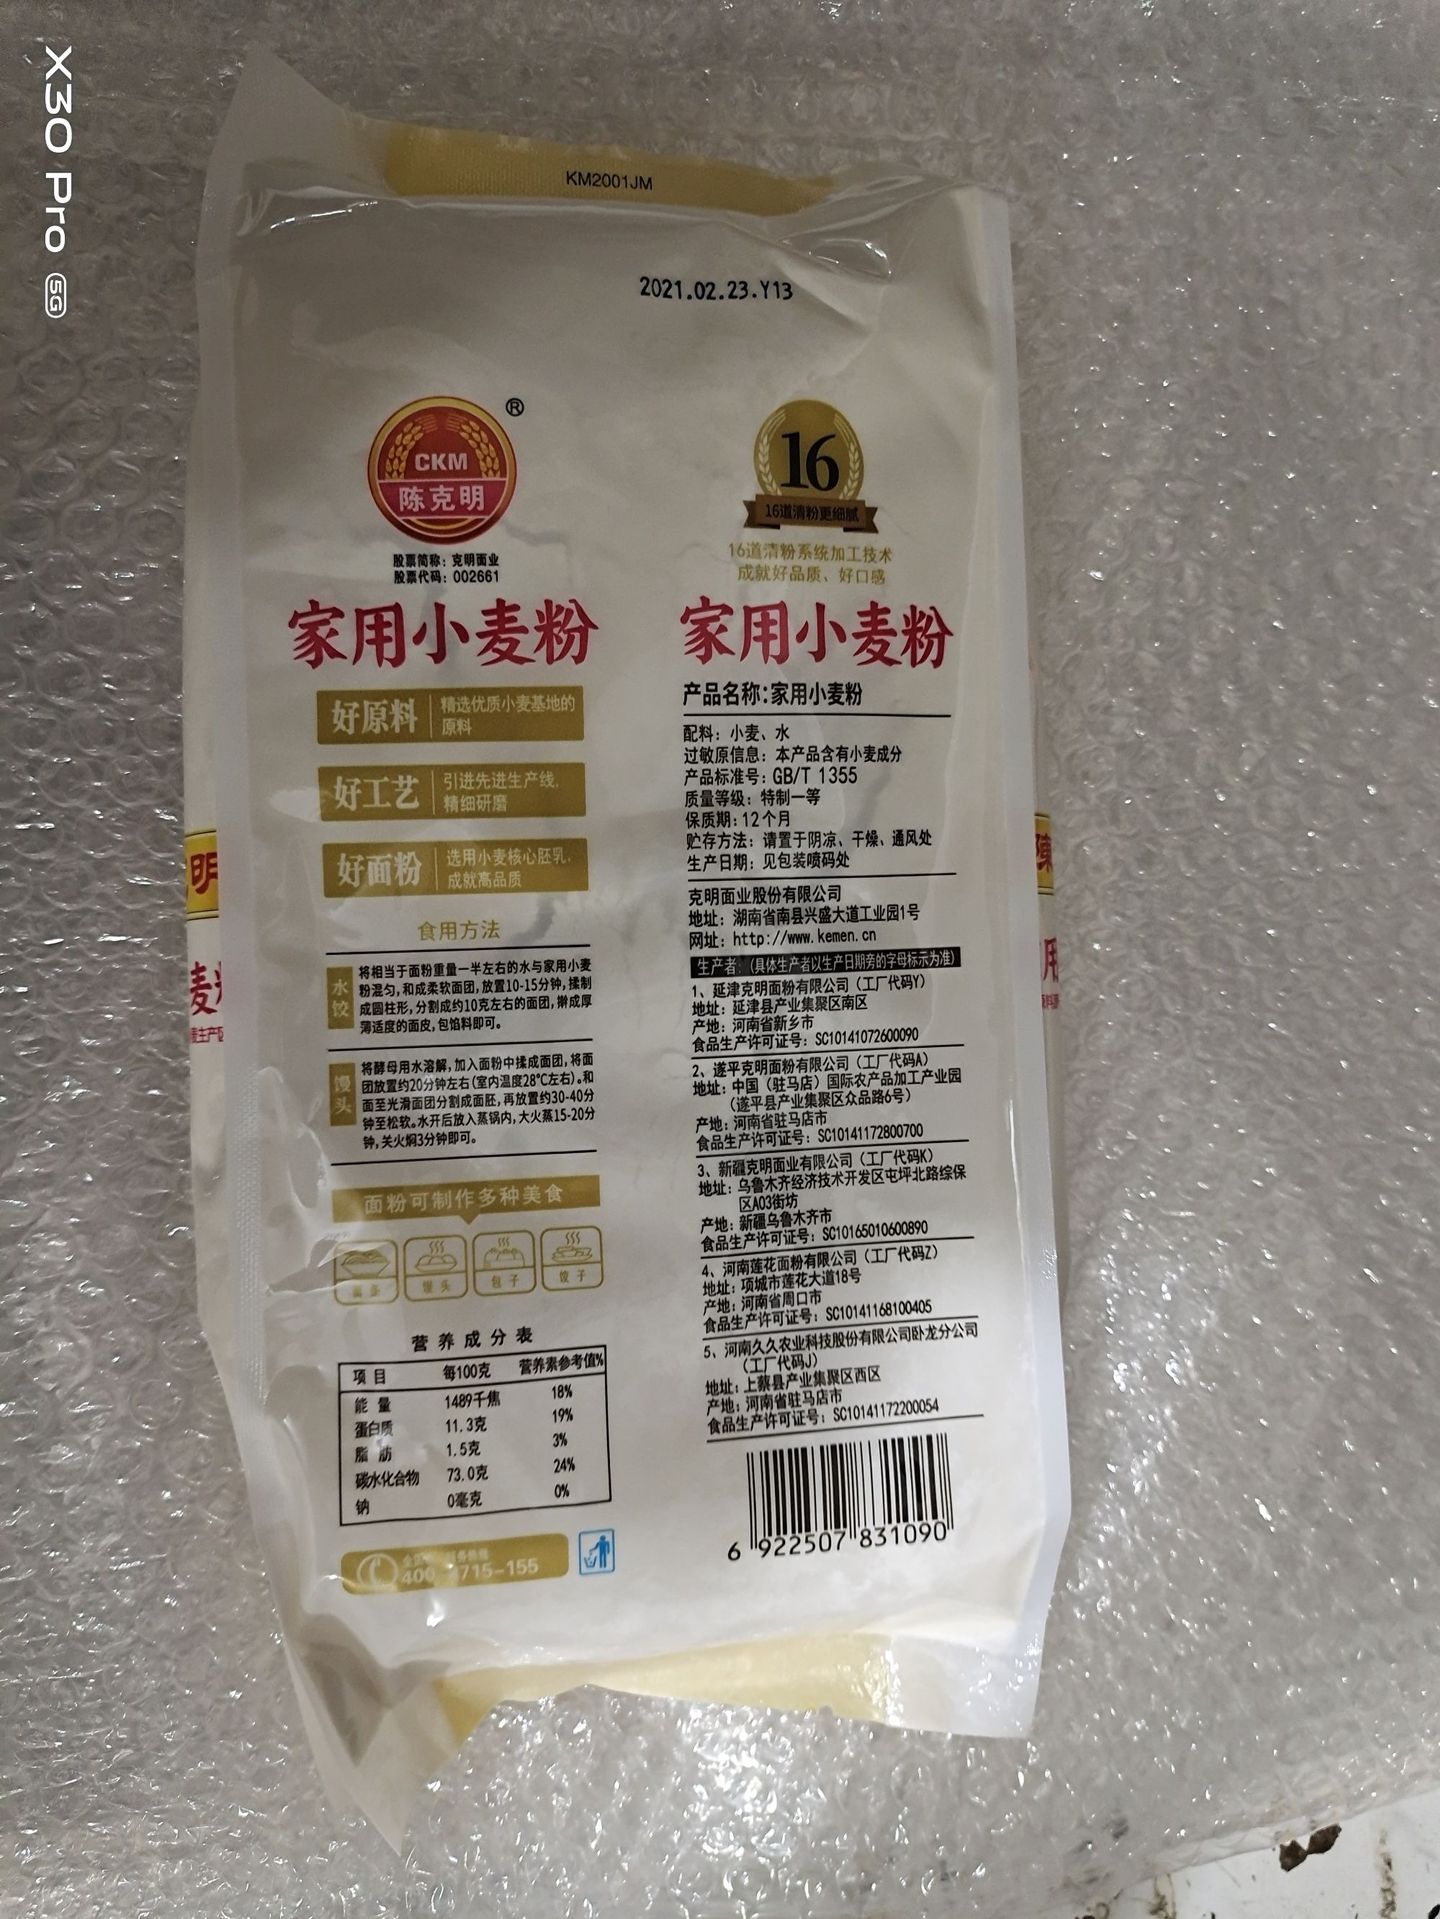 X30 Pro 5G
KM2001JM
2021.02.23.Y13
®
CKM
陈克明
股票简称：克明面业
股票代码：002661
家用小麦粉
好原料
精选优质小麦基地的
原料
好工艺
引进先进生产线,
精细研磨
好面粉
选用小麦核心胚乳,
成就高品质
食用方法
水饺
将相当于面粉重量一半左右的水与家用小麦
粉混匀,和成柔软面团,放置10-15分钟,揉制
成圆柱形,分割成约10克左右的面团,擀成厚
薄适度的面皮,包馅料即可。
馒头
将酵母用水溶解,加入面粉中揉成面团,将面
团放置约20分钟左右(室内温度28℃左右)。和
面至光滑面团分割成面胚,再放置约30-40分
钟至松软。水开后放入蒸锅内,大火蒸15-20分
钟,关火焖3分钟即可。
面粉可制作多种美食
面条 馒头 包子 饺子
营养成分表
项目 每100克 营养素参考值%
能量 1489千焦 18%
蛋白质 11.3克 19%
脂肪 1.5克 3%
碳水化合物 73.0克 24%
钠 0毫克 0%
715-155
16
16道清粉更细腻
16道清粉系统加工技术
成就好品质、好口感
家用小麦粉
产品名称:家用小麦粉
配料：小麦、水
过敏原信息：本产品含有小麦成分
产品标准号：GB/T 1355
质量等级：特制一等
保质期：12个月
贮存方法：请置于阴凉、干燥、通风处
生产日期：见包装喷码处
克明面业股份有限公司
地址：湖南省南县兴盛大道工业园1号
网址：http://www.kemen.cn
生产者：(具体生产者以生产日期旁的字母标示为准)
1、延津克明面粉有限公司（工厂代码Y）
地址：延津县产业集聚区南区
产地：河南省新乡市
食品生产许可证号：SC10141072600090
2、遂平克明面粉有限公司（工厂代码A）
地址：中国（驻马店）国际农产品加工产业园
（遂平县产业集聚区众品路6号）
产地：河南省驻马店市
食品生产许可证号：SC10141172800700
3、新疆克明面业有限公司（工厂代码K）
地址：乌鲁木齐经济技术开发区屯坪北路综保
区A03街坊
产地：新疆乌鲁木齐市
食品生产许可证号：SC10165010600890
4、河南莲花面粉有限公司（工厂代码Z）
地址：项城市莲花大道18号
产地：河南省周口市
食品生产许可证号：SC10141168100405
5、河南久久农业科技股份有限公司卧龙分公司
（工厂代码J）
地址：上蔡县产业集聚区西区
产地：河南省驻马店市
食品生产许可证号：SC10141172200054
6 922507 831090
明
陳